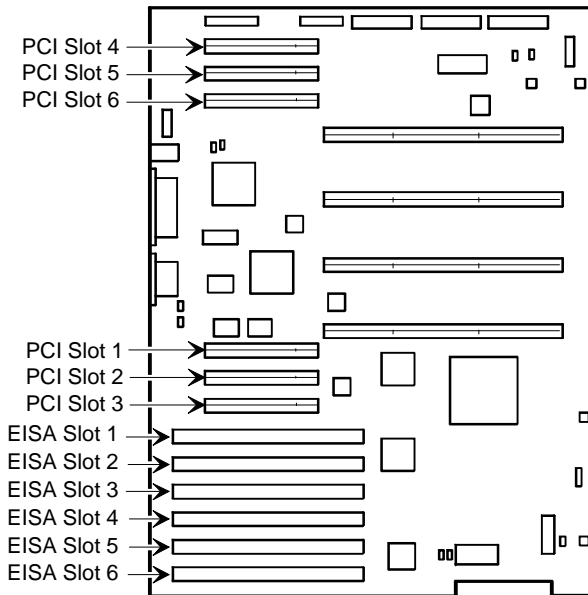 PCI Slot 4
PCI Slot 5
PCI Slot 6
PCI Slot 1
PCI Slot 2
PCI Slot 3
EISA Slot 1
EISA Slot 2
EISA Slot 3
EISA Slot 4
EISA Slot 5
EISA Slot 6